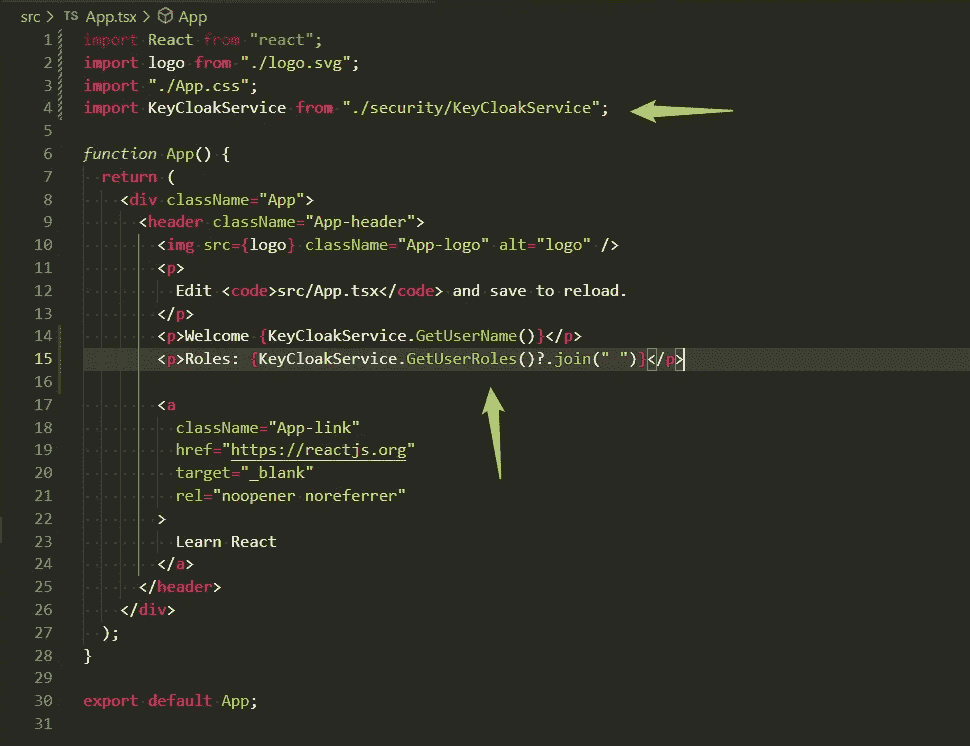 src > TS App.tsx > App
1 import React from "react";
2 import logo from "./logo.svg";
3 import "./App.css";
4 import KeyCloakService from "./security/KeyCloakService";
5
6 function App() {
7   return (
8     <div className="App">
9       <header className="App-header">
10         <img src={logo} className="App-logo" alt="logo" />
11         <p>
12           Edit <code>src/App.tsx</code> and save to reload.
13         </p>
14         <p>Welcome {KeyCloakService.GetUserName()}</p>
15         <p>Roles: {KeyCloakService.GetUserRoles()?.join(" ")}</p>
16
17         <a
18           className="App-link"
19           href="https://reactjs.org"
20           target="_blank"
21           rel="noopener noreferrer"
22         >
23           Learn React
24         </a>
25       </header>
26     </div>
27   );
28 }
29
30 export default App;
31